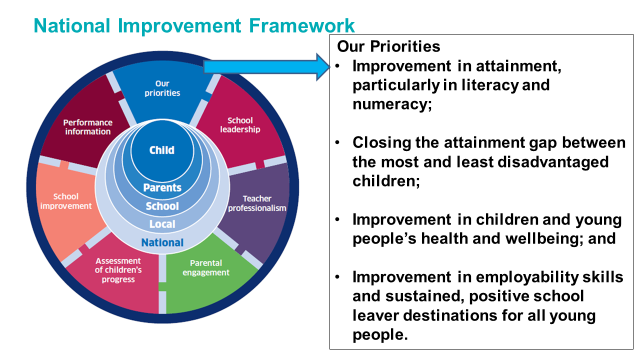 National Improvement Framework
Our
priorities
School
leadership
Teacher
professionalism
Parental
engagement
Assessment
of children's
progress
School
improvement
Performance
information
Child
Parents
School
Local
National
Our Priorities
• Improvement in attainment,
particularly in literacy and
numeracy;
• Closing the attainment gap between
the most and least disadvantaged
children;
• Improvement in children and young
people’s health and wellbeing; and
• Improvement in employability skills
and sustained, positive school
leaver destinations for all young
people.